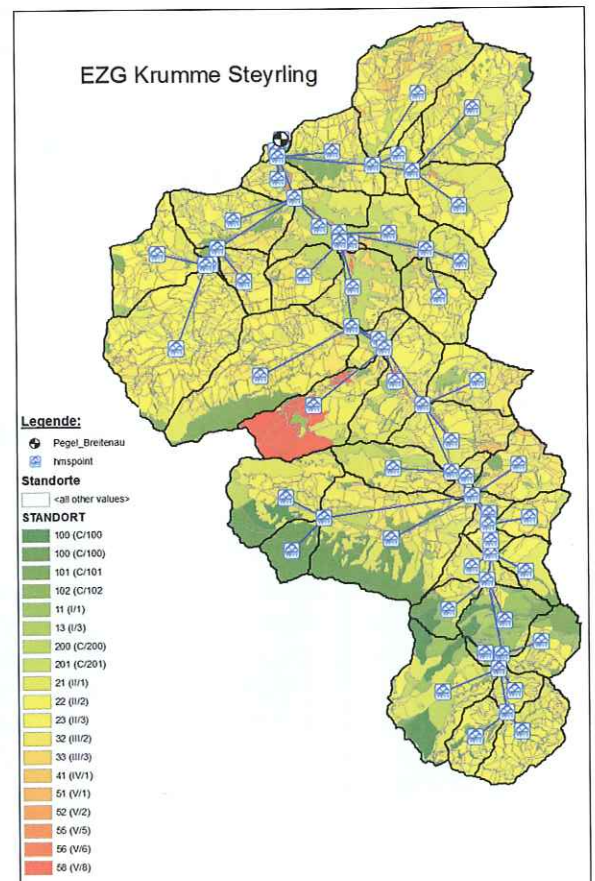 EZG Krumme Steyrling
Legende:
Pegel_Breitenau
hmspoint
Standorte
<all other values>
STANDORT
100 (C/100
100 (C/100)
101 (C/101
102 (C/102
11 (I/1)
13 (I/3)
200 (C/200)
201 (C/201)
21 (II/1)
22 (II/2)
23 (II/3)
32 (III/2)
33 (III/3)
41 (IV/1)
51 (V/1)
52 (V/2)
55 (V/5)
56 (V/6)
58 (V/8)